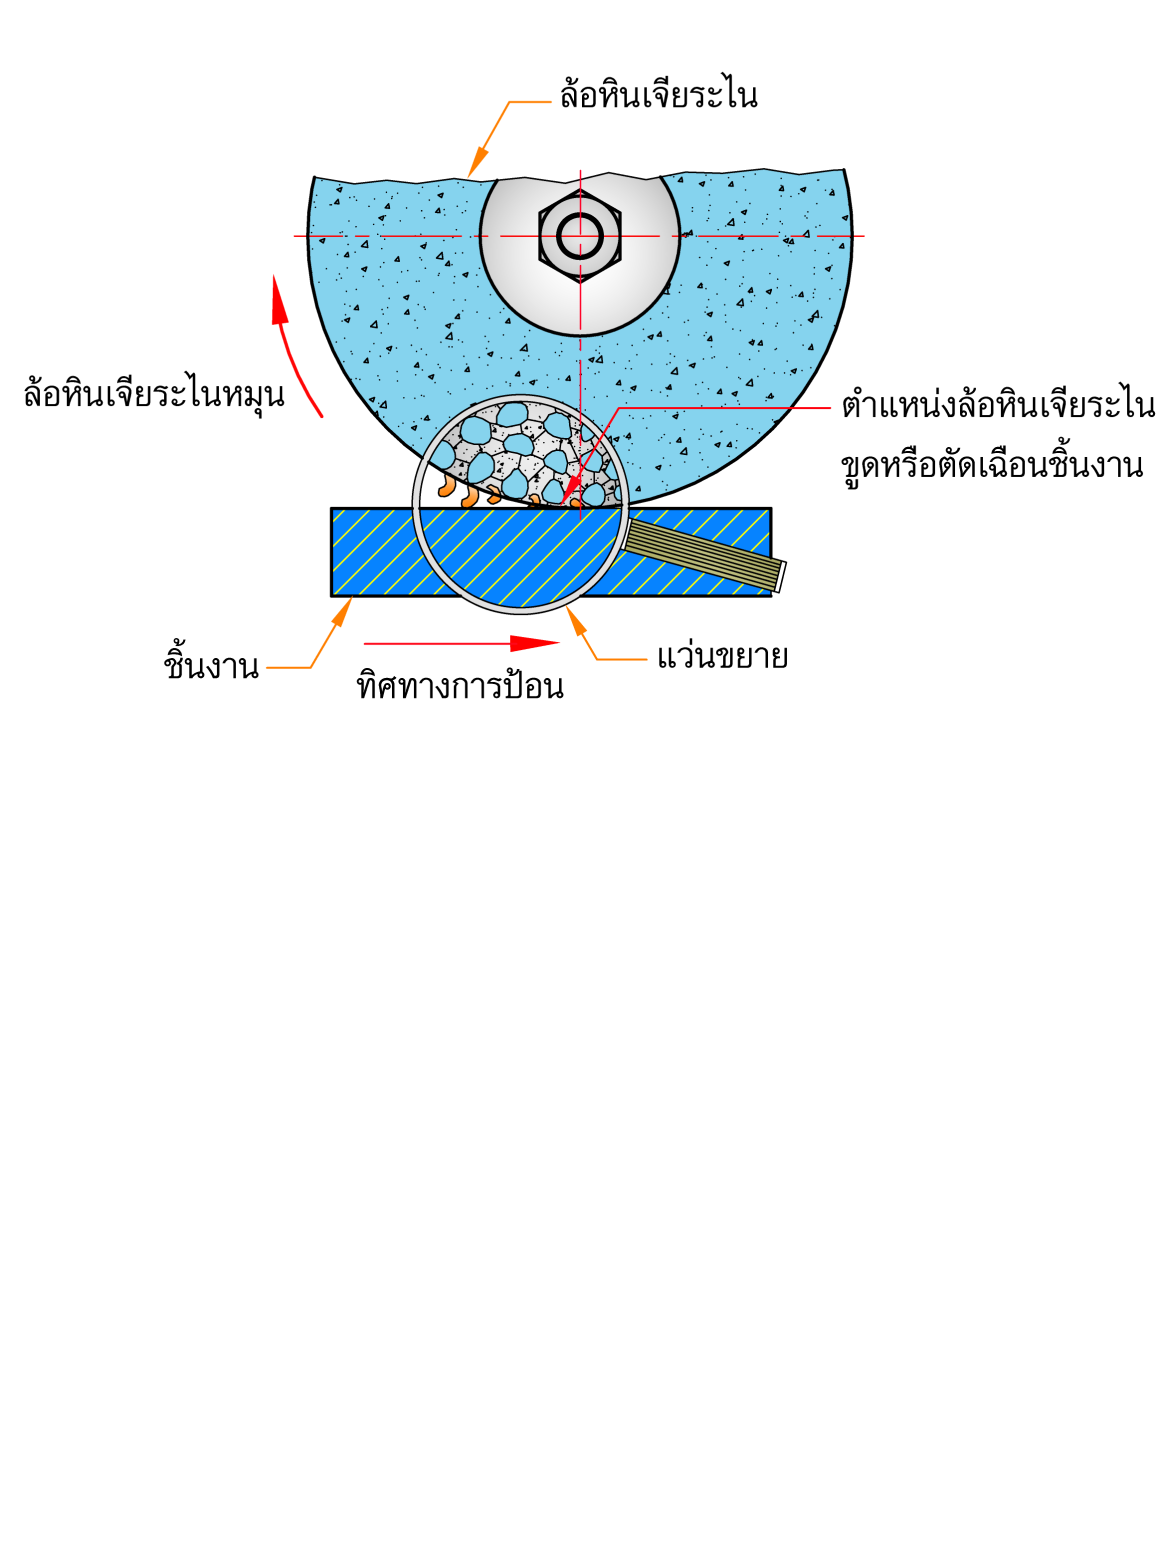 ล้อหินเจียระไน
ล้อหินเจียระไนหมุน
ตำแหน่งล้อหินเจียระไน
ขูดหรือตัดเฉือนชิ้นงาน
ชิ้นงาน
แว่นขยาย
ทิศทางการป้อน